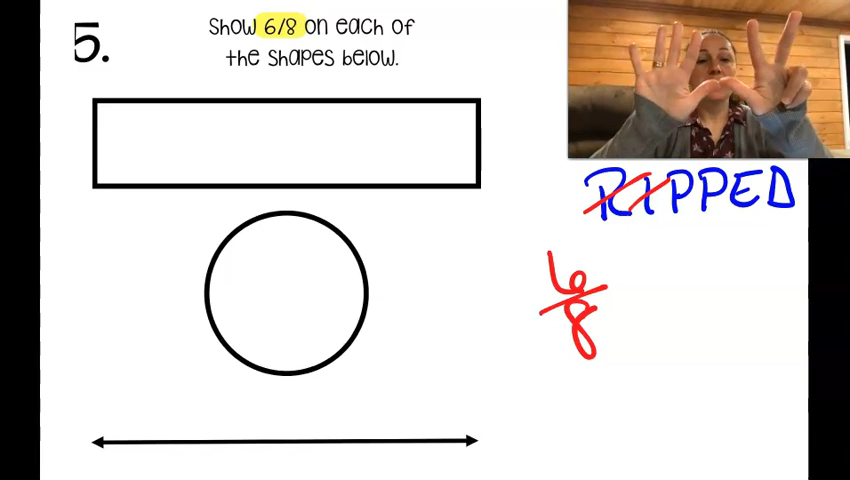 5.
Show 6/8 on each of
the shapes below.
RIPPED
6/8